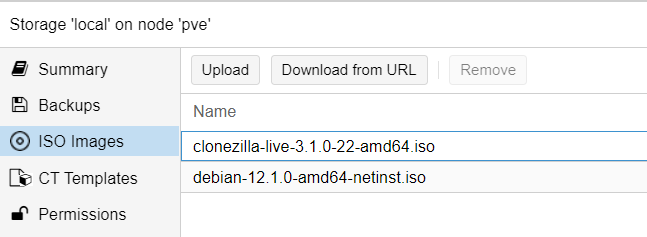 Storage 'local' on node 'pve'
Summary
Upload Download from URL Remove
Backups
Name
ISO Images
clonezilla-live-3.1.0-22-amd64.iso
CT Templates
debian-12.1.0-amd64-netinst.iso
Permissions